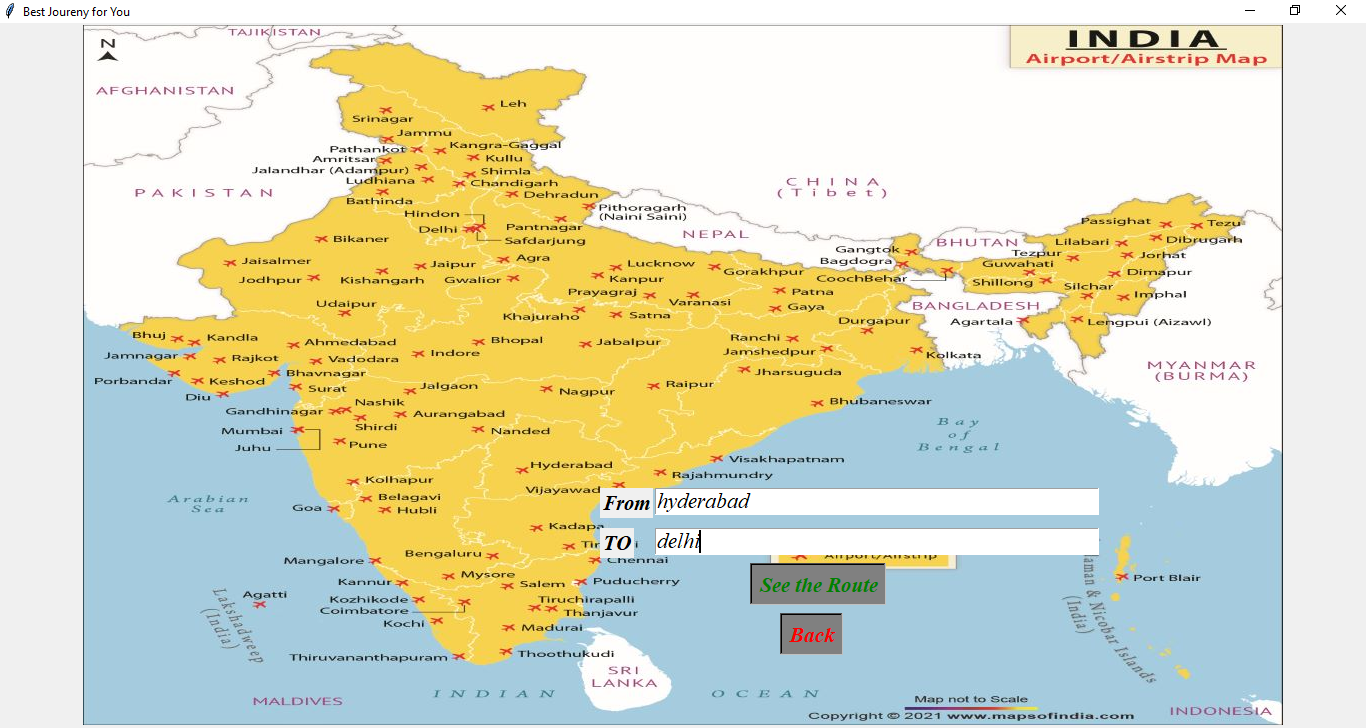 Best Joureny for You
N
INDIA
Airport/Airstrip Map
TAJIKISTAN
AFGHANISTAN
PAKISTAN
CHINA
(Tibet)
NEPAL
BHUTAN
BANGLADESH
MYANMAR
(BURMA)
Leh
Srinagar
Jammu
Pathankot
Kangra-Gaggal
Amritsar
Kullu
Jalandhar (Adampur)
Shimla
Ludhiana
Chandigarh
Bathinda
Dehradun
Hindon
Pithoragarh
(Naini Saini)
Delhi
Pantnagar
Safdarjung
Bikaner
Passighat
Tezu
Lilabari
Dibrugarh
Gangtok
Bagdogra
Tezpur
Jorhat
Guwahati
CoochBehar
Shillong
Dimapur
Silchar
Imphal
Agartala
Lengpui (Aizawl)
Jaisalmer
Jaipur
Agra
Lucknow
Gorakhpur
Jodhpur
Kishangarh
Gwalior
Kanpur
Prayagraj
Varanasi
Patna
Gaya
Udaipur
Khajuraho
Satna
Durgapur
Bhuj
Kandla
Ahmedabad
Bhopal
Jabalpur
Ranchi
Jamnagar
Rajkot
Vadodara
Indore
Jamshedpur
Kolkata
Porbandar
Keshod
Bhavnagar
Jharsuguda
Diu
Surat
Jalgaon
Nagpur
Raipur
Gandhinagar
Nashik
Aurangabad
Bhubaneswar
Shirdi
Mumbai
Nanded
Juhu
Pune
Bay
of
Bengal
Hyderabad
Visakhapatnam
Rajahmundry
Kolhapur
Vijayawad
Arabian
Sea
Belagavi
Goa
Hubli
From hyderabad
Kadapa
TO delhi
Tir
Bengaluru
Chennai
Airport/Airstrip
Mangalore
Mysore
Kannur
Salem
Puducherry
See the Route
Port Blair
Agatti
Kozhikode
Tiruchirapalli
Coimbatore
Thanjavur
Kochi
Madurai
Back
Lakshadweep
(India)
aman & Nicobar Islands
(India)
Thiruvananthapuram
Thoothukudi
SRI
LANKA
MALDIVES
INDIAN OCEAN
Map not to Scale
INDONESIA
Copyright © 2021 www.mapsofindia.com